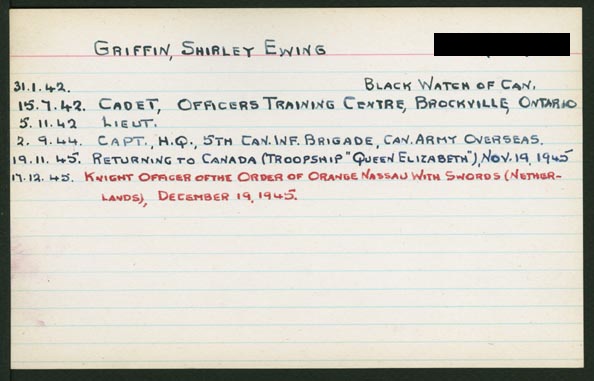 GRIFFIN, SHIRLEY EWING
31.1.42. BLACK WATCH OF CAN.
15.7.42. CADET, OFFICERS TRAINING CENTRE, BROCKVILLE, ONTARIO
5.11.42 LIEUT.
2.9.44. CAPT., H.Q., 5TH CAN. INF. BRIGADE, CAN. ARMY OVERSEAS.
19.11.45. RETURNING TO CANADA (TROOPSHIP "QUEEN ELIZABETH"), NOV. 19, 1945
17.12.45. KNIGHT OFFICER OF THE ORDER OF ORANGE NASSAU WITH SWORDS (NETHER-
LANDS), DECEMBER 19, 1945.